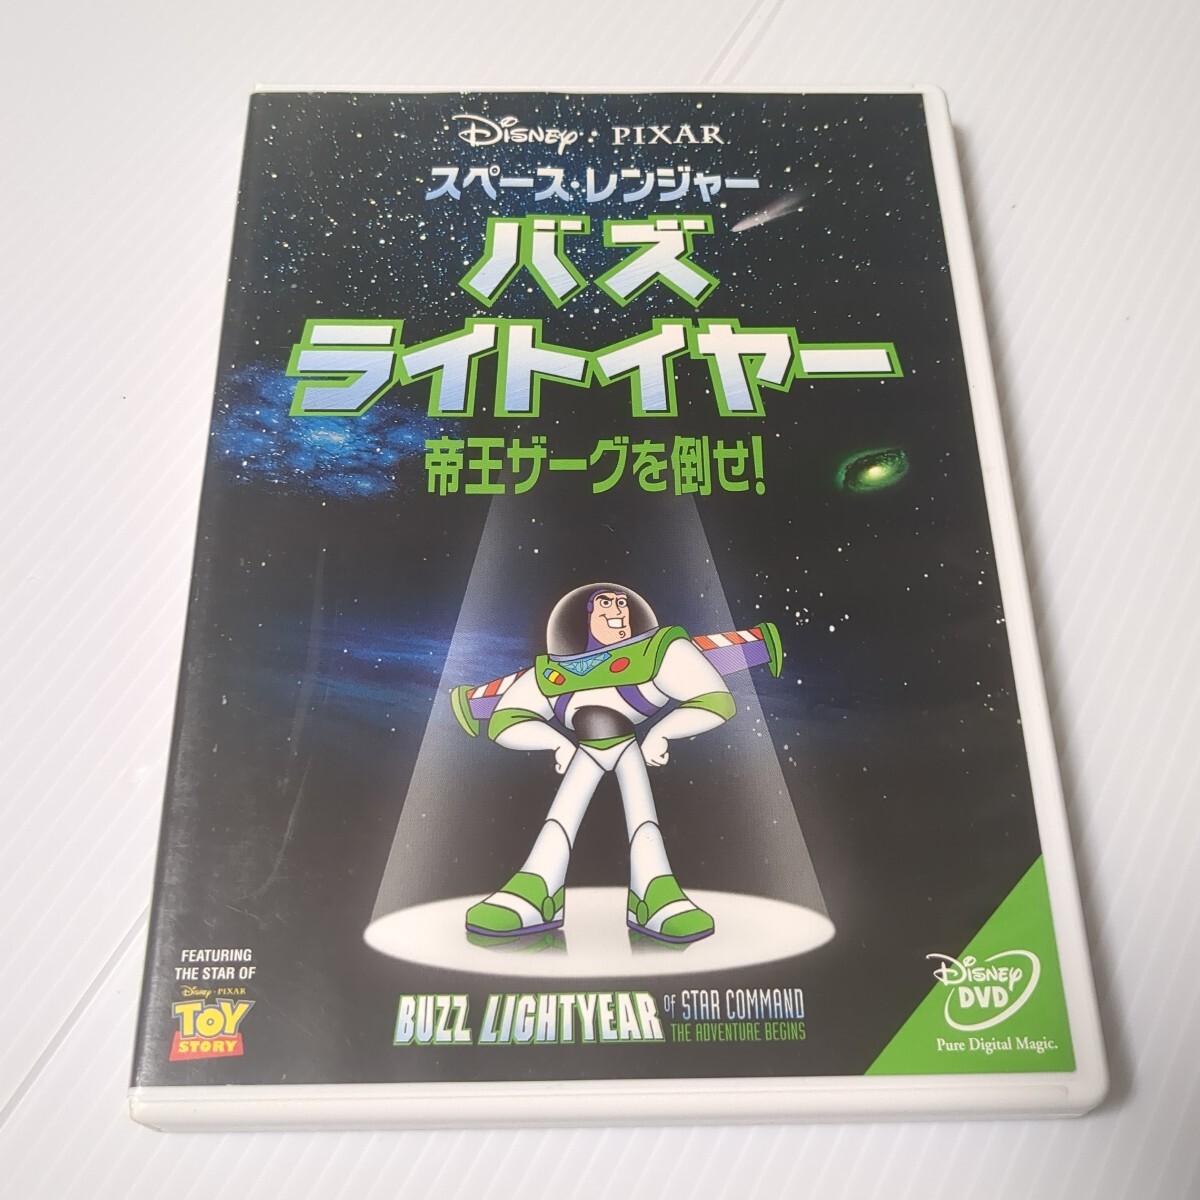 Disney · PIXAR
スペース・レンジャー
バズ
ライトイヤー
帝王ザーグを倒せ!
FEATURING
THE STAR OF
Disney · PIXAR
TOY
STORY
BUZZ LIGHTYEAR OF STAR COMMAND
THE ADVENTURE BEGINS
Disney
DVD
Pure Digital Magic.